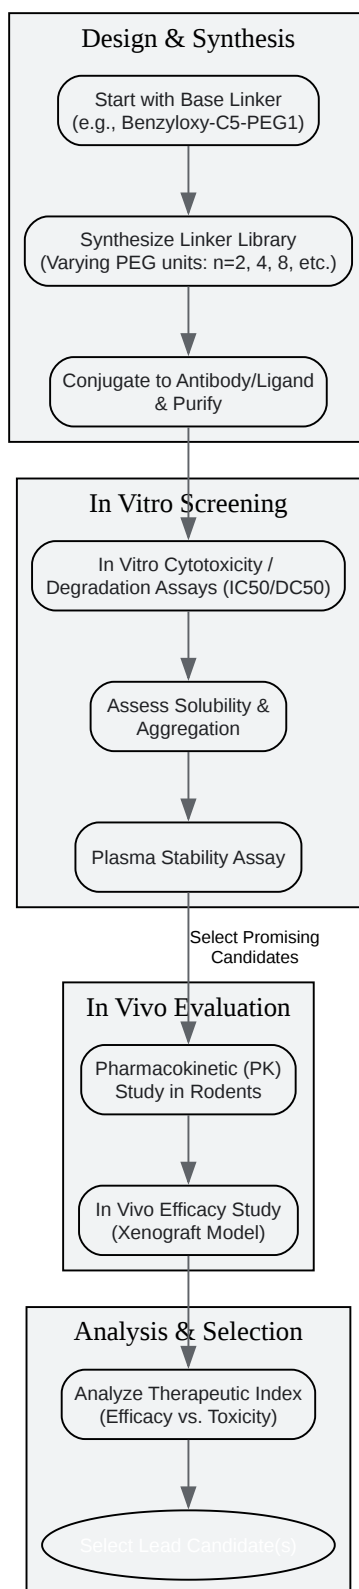 Design & Synthesis
Start with Base Linker
(e.g., Benzyloxy-C5-PEG1)
Synthesize Linker Library
(Varying PEG units: n=2, 4, 8, etc.)
Conjugate to Antibody/Ligand
& Purify
In Vitro Screening
In Vitro Cytotoxicity /
Degradation Assays (IC50/DC50)
Assess Solubility &
Aggregation
Plasma Stability Assay
Select Promising
Candidates
In Vivo Evaluation
Pharmacokinetic (PK)
Study in Rodents
In Vivo Efficacy Study
(Xenograft Model)
Analysis & Selection
Analyze Therapeutic Index
(Efficacy vs. Toxicity)
Select Lead Candidate(s)